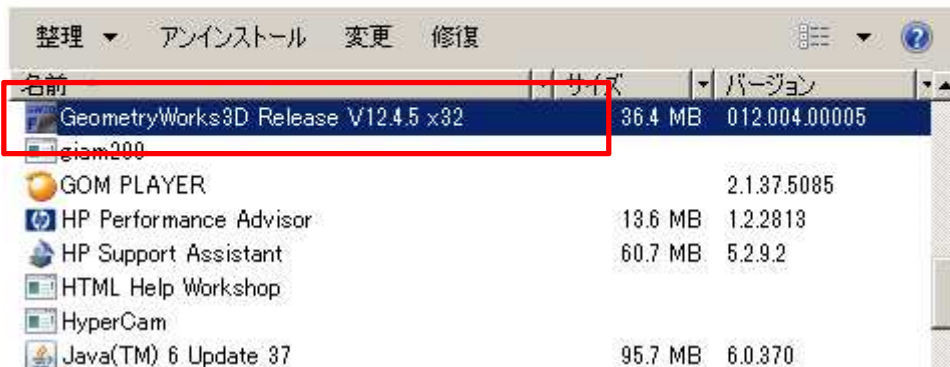 整理 アンインストール 変更 修復
名前 サイズ バージョン
GeometryWorks3D Release V12.4.5 x32 36.4 MB 012.004.00005
giam200
GOM PLAYER 2.1.37.5085
HP Performance Advisor 13.6 MB 1.2.2813
HP Support Assistant 60.7 MB 5.2.9.2
HTML Help Workshop
HyperCam
Java(TM) 6 Update 37 95.7 MB 6.0.370